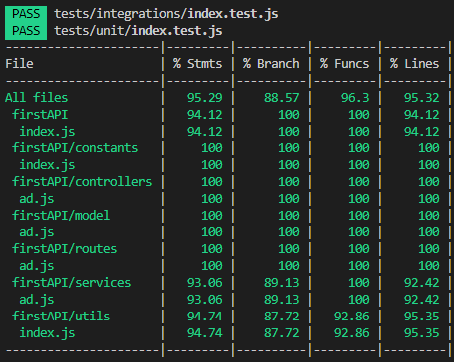 PASS tests/integrations/index.test.js
PASS tests/unit/index.test.js
---------------------|---------|----------|---------|---------|
File | % Stmts | % Branch | % Funcs | % Lines |
---------------------|---------|----------|---------|---------|
All files | 95.29 | 88.57 | 96.3 | 95.32 |
firstAPI | 94.12 | 100 | 100 | 94.12 |
index.js | 94.12 | 100 | 100 | 94.12 |
firstAPI/constants | 100 | 100 | 100 | 100 |
index.js | 100 | 100 | 100 | 100 |
firstAPI/controllers | 100 | 100 | 100 | 100 |
ad.js | 100 | 100 | 100 | 100 |
firstAPI/model | 100 | 100 | 100 | 100 |
ad.js | 100 | 100 | 100 | 100 |
firstAPI/routes | 100 | 100 | 100 | 100 |
ad.js | 100 | 100 | 100 | 100 |
firstAPI/services | 93.06 | 89.13 | 100 | 92.42 |
ad.js | 93.06 | 89.13 | 100 | 92.42 |
firstAPI/utils | 94.74 | 87.72 | 92.86 | 95.35 |
index.js | 94.74 | 87.72 | 92.86 | 95.35 |
---------------------|---------|----------|---------|---------|